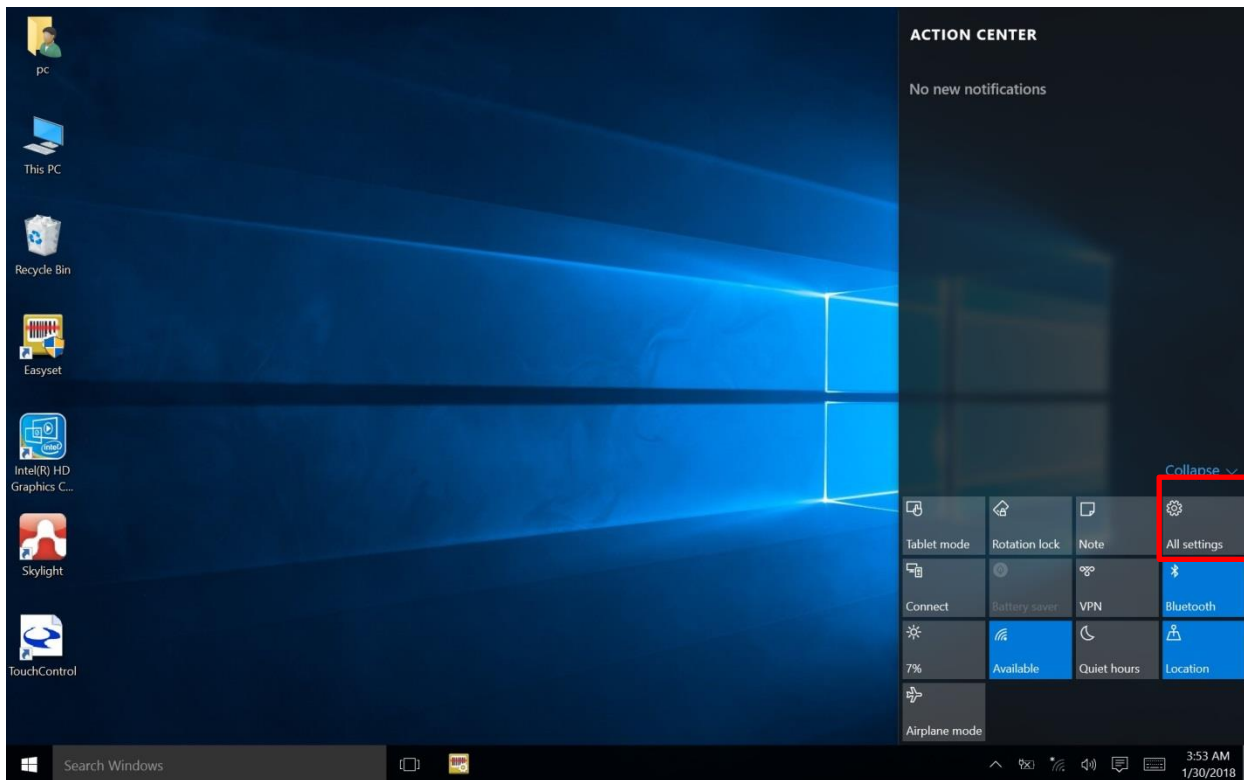 pc
This PC
Recycle Bin
Easyset
intel
Intel(R) HD
Graphics C...
Skylight
TouchControl
ACTION CENTER
No new notifications
Collapse
Tablet mode
Rotation lock
Note
All settings
Connect
Battery saver
VPN
Bluetooth
7%
Available
Quiet hours
Location
Airplane mode
Search Windows
3:53 AM
1/30/2018